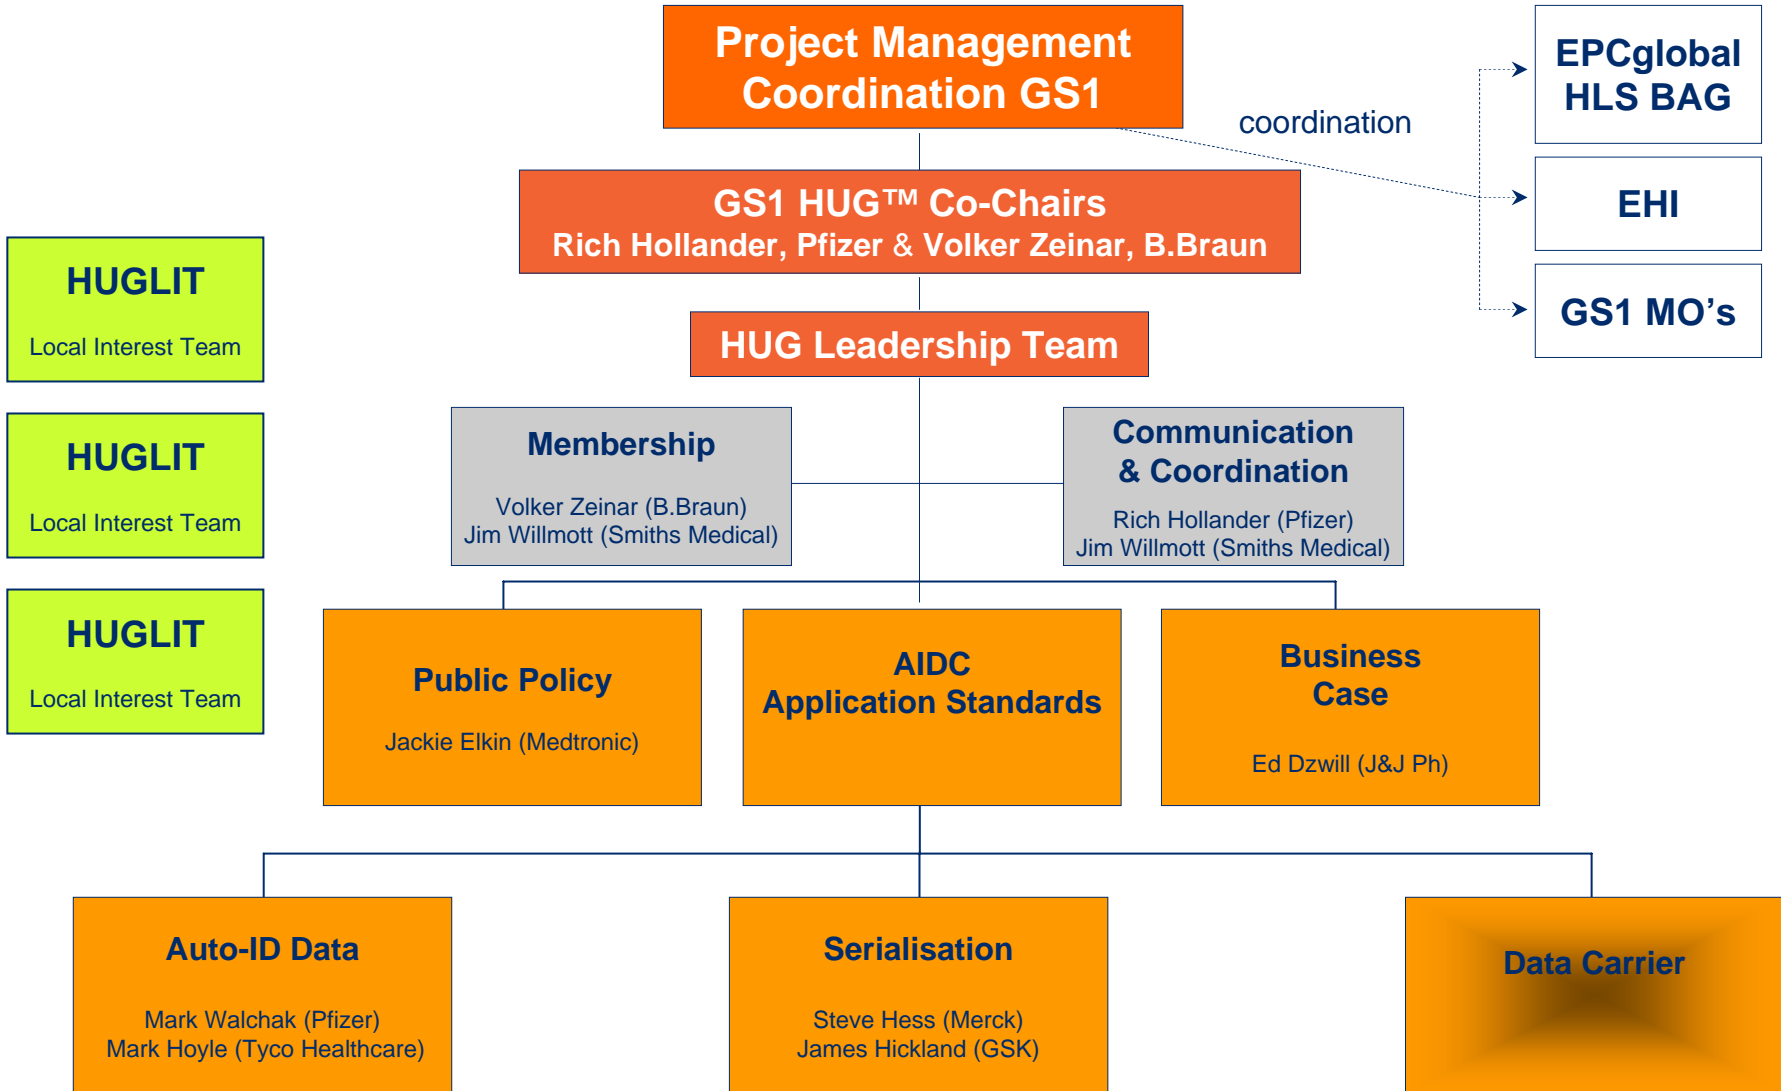 Project Management
Coordination GS1
EPCglobal
HLS BAG
coordination
EHI
GS1 MO’s
GS1 HUG™ Co-Chairs
Rich Hollander, Pfizer & Volker Zeinar, B.Braun
HUG Leadership Team
HUGLIT
Local Interest Team
HUGLIT
Local Interest Team
HUGLIT
Local Interest Team
Membership
Volker Zeinar (B.Braun)
Jim Willmott (Smiths Medical)
Communication
& Coordination
Rich Hollander (Pfizer)
Jim Willmott (Smiths Medical)
Public Policy
Jackie Elkin (Medtronic)
AIDC
Application Standards
Business
Case
Ed Dzwill (J&J Ph)
Auto-ID Data
Mark Walchak (Pfizer)
Mark Hoyle (Tyco Healthcare)
Serialisation
Steve Hess (Merck)
James Hickland (GSK)
Data Carrier